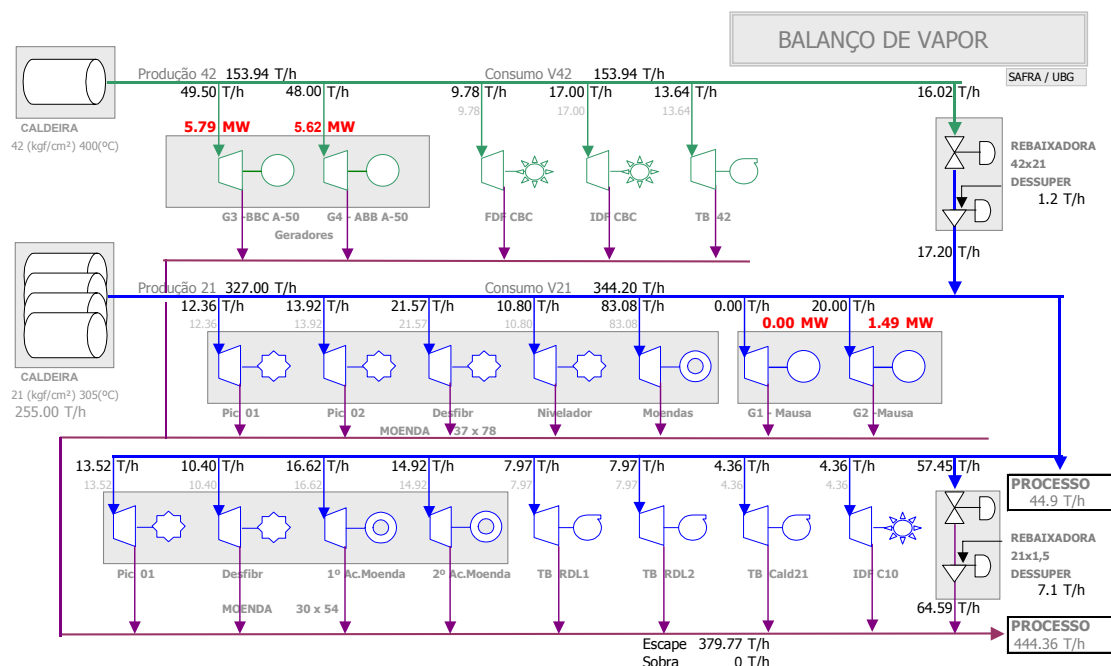 BALANÇO DE VAPOR
SAFRA / UBG
Produção 42 153.94 T/h
Consumo V42 153.94 T/h
49.50 T/h
48.00 T/h
9.78 T/h
17.00 T/h
13.64 T/h
16.02 T/h
9.78
17.00
13.64
CALDEIRA
42 (kgf/cm²) 400(ºC)
5.79 MW
5.62 MW
REBAIXADORA
42x21
DESSUPER
1.2 T/h
G3 -BBC A-50
G4 - ABB A-50
FDF CBC
IDF CBC
TB 42
Geradores
17.20 T/h
Produção 21 327.00 T/h
Consumo V21 344.20 T/h
12.36 T/h
13.92 T/h
21.57 T/h
10.80 T/h
83.08 T/h
0.00 T/h
20.00 T/h
12.36
13.92
21.57
10.80
83.08
0.00 MW
1.49 MW
CALDEIRA
21 (kgf/cm²) 305(ºC)
255.00 T/h
Pic 01
Pic 02
Desfibr
Nivelador
Moendas
G1 - Mausa
G2 -Mausa
MOENDA 37 x 78
13.52 T/h
10.40 T/h
16.62 T/h
14.92 T/h
7.97 T/h
7.97 T/h
4.36 T/h
4.36 T/h
57.45 T/h
13.52
10.40
16.62
14.92
7.97
7.97
4.36
4.36
PROCESSO
44.9 T/h
REBAIXADORA
21x1,5
DESSUPER
7.1 T/h
Pic 01
Desfibr
1º Ac.Moenda
2º Ac.Moenda
TB RDL1
TB RDL2
TB Cald21
IDF C10
MOENDA 30 x 54
64.59 T/h
PROCESSO
444.36 T/h
Escape 379.77 T/h
Sobra 0 T/h